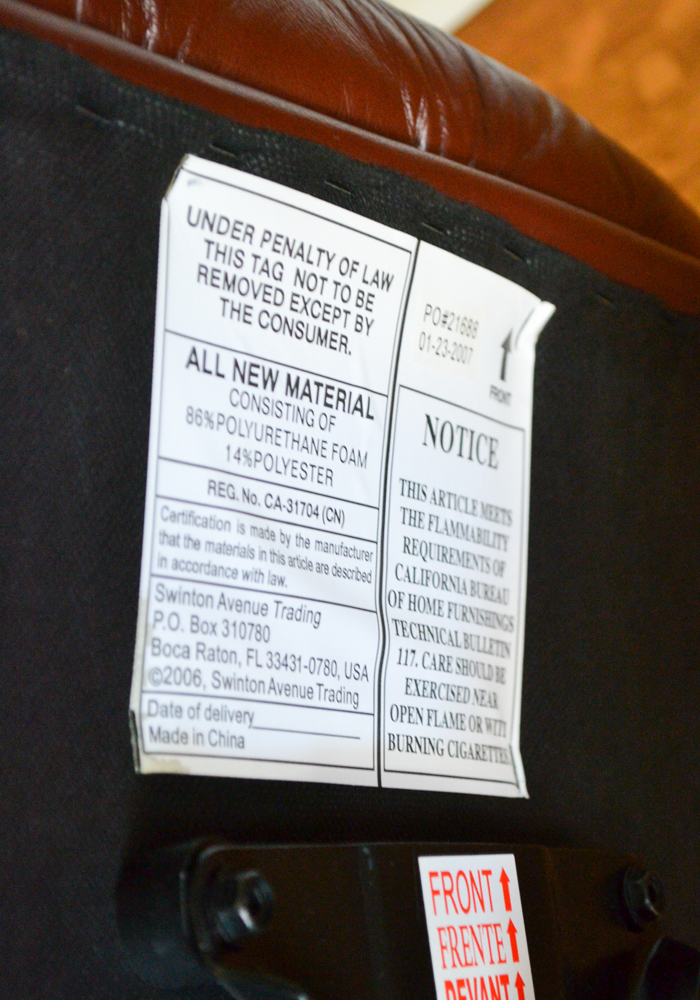 UNDER PENALTY OF LAW
THIS TAG NOT TO BE
REMOVED EXCEPT BY
THE CONSUMER.
ALL NEW MATERIAL
CONSISTING OF
86%POLYURETHANE FOAM
14%POLYESTER
REG. No. CA-31704 (CN)
Certification is made by the manufacturer
that the materials in this article are described
in accordance with law.
Swinton Avenue Trading
P.O. Box 310780
Boca Raton, FL 33431-0780, USA
©2006, Swinton Avenue Trading
Date of delivery
Made in China
PO#21688
01-23-2007
FRONT
NOTICE
THIS ARTICLE MEETS
THE FLAMMABILITY
REQUIREMENTS OF
CALIFORNIA BUREAU
OF HOME FURNISHINGS
TECHNICAL BULLETIN
117. CARE SHOULD BE
EXERCISED NEAR
OPEN FLAME OR WITH
BURNING CIGARETTES.
FRONT
FRENTE
DEVANT